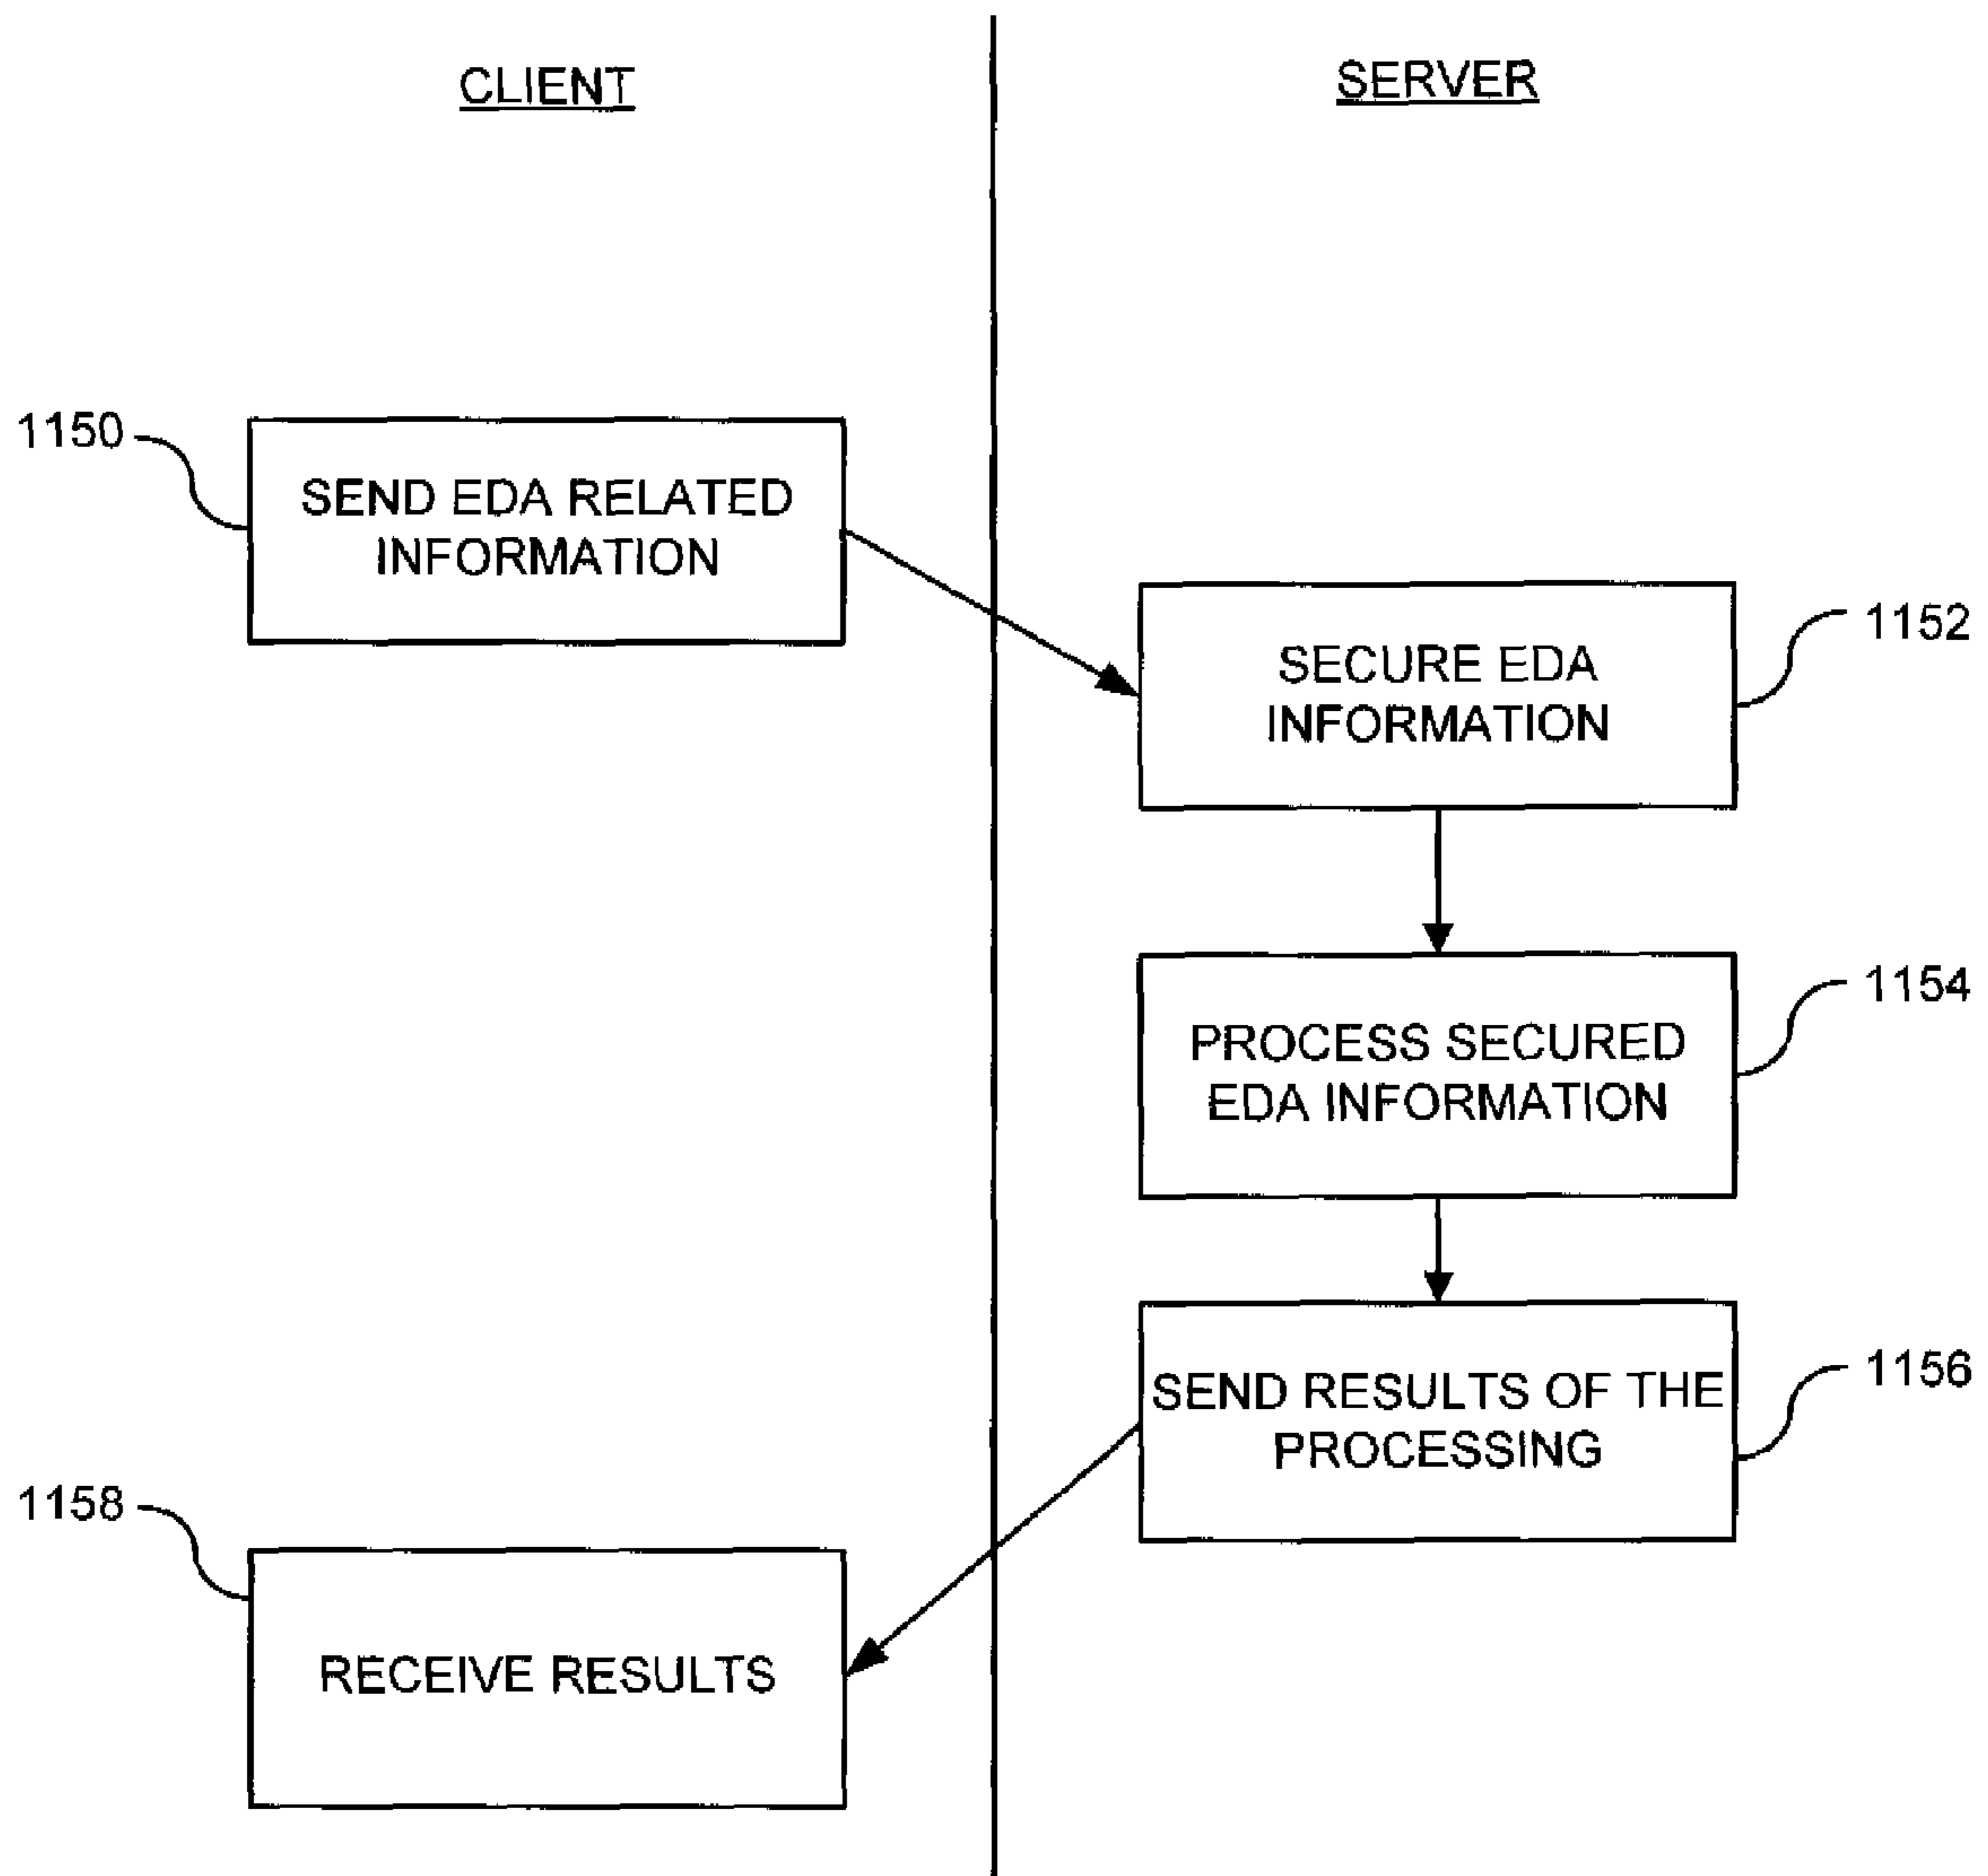 CLIENT
SERVER
1150
SEND EDA RELATED
INFORMATION
1152
SECURE EDA
INFORMATION
1154
PROCESS SECURED
EDA INFORMATION
1156
SEND RESULTS OF THE
PROCESSING
1158
RECEIVE RESULTS